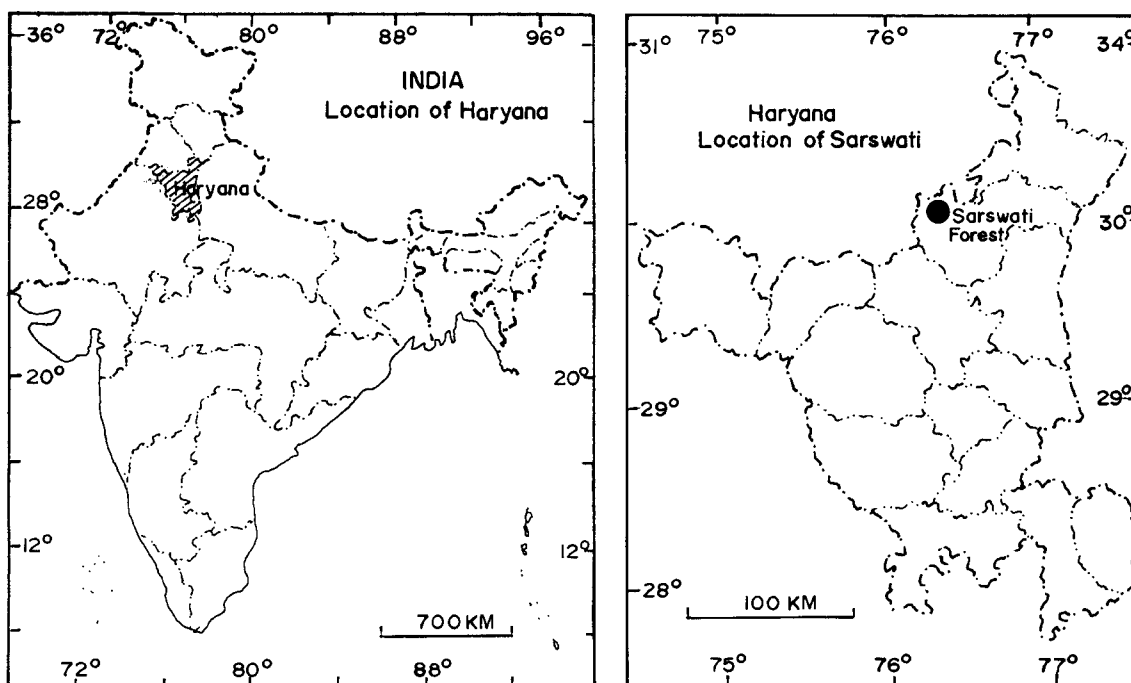 36° 72° 80° 88° 96°
INDIA
Location of Haryana
Haryana
28°
20° 20°
12° 12°
700 KM
72° 80° 88°
31° 75° 76° 77° 34°
Haryana
Location of Sarswati
Sarswati
Forest
30°
29° 29°
28°
100 KM
75° 76° 77°